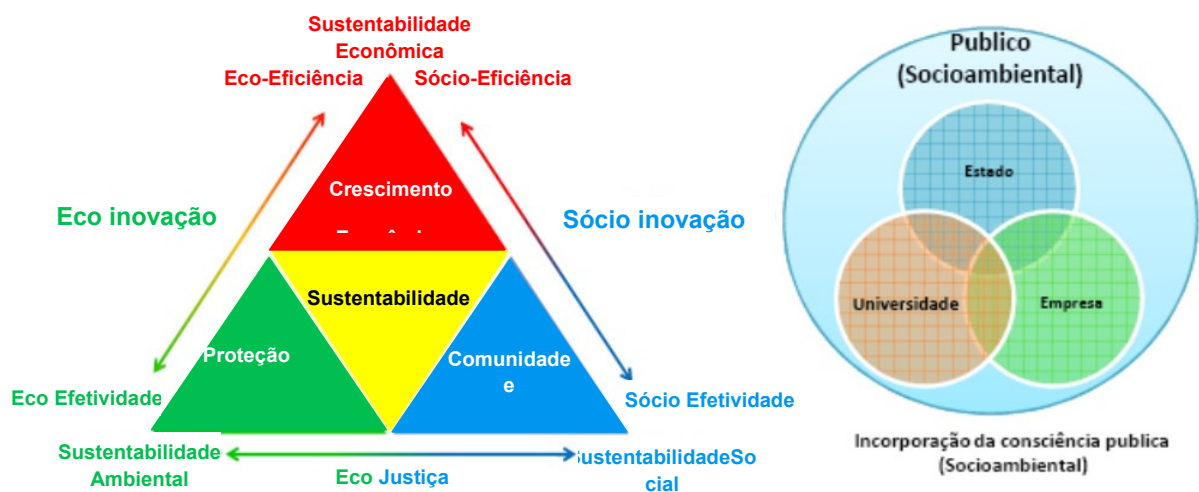 Sustentabilidade
Econômica
Eco-Eficiência
Sócio-Eficiência
Crescimento
Eco inovação
Sócio inovação
Sustentabilidade
Proteção
Comunidade
e
Eco Efetividade
Sócio Efetividade
Sustentabilidade
Ambiental
Eco Justiça
ustentabilidadeSo
cial
Publico
(Socioambiental)
Estado
Universidade
Empresa
Incorporação da consciência publica
(Socioambiental)